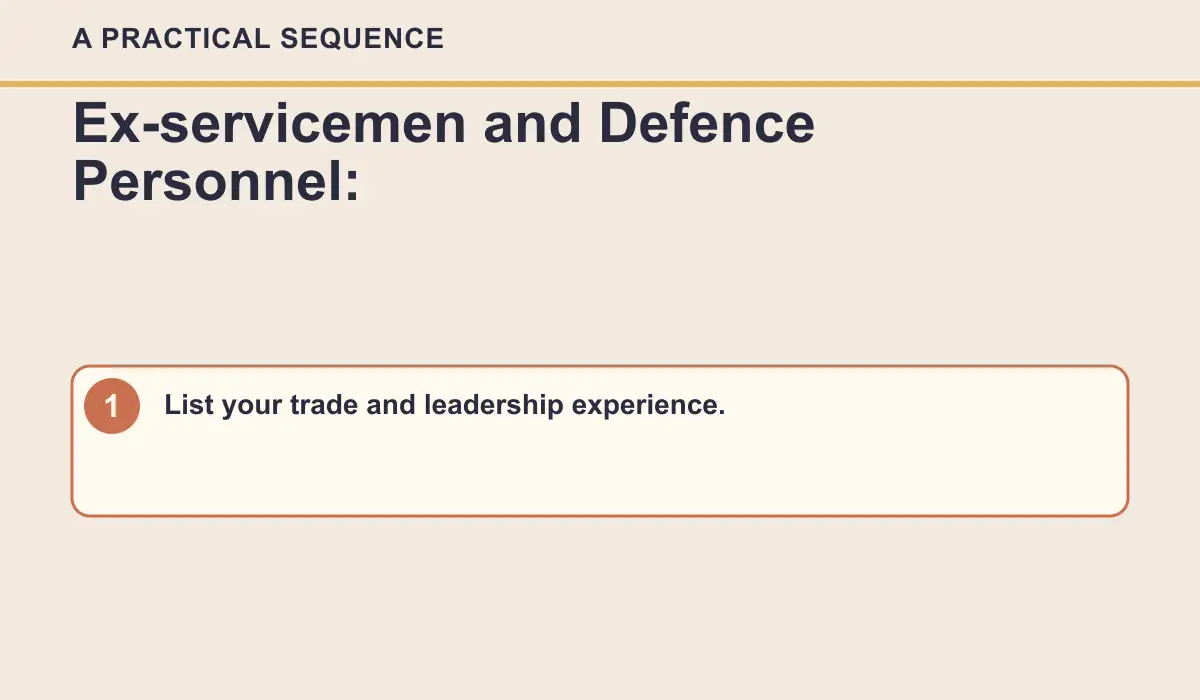 A PRACTICAL SEQUENCE
Ex-servicemen and Defence
Personnel:
1 List your trade and leadership experience.